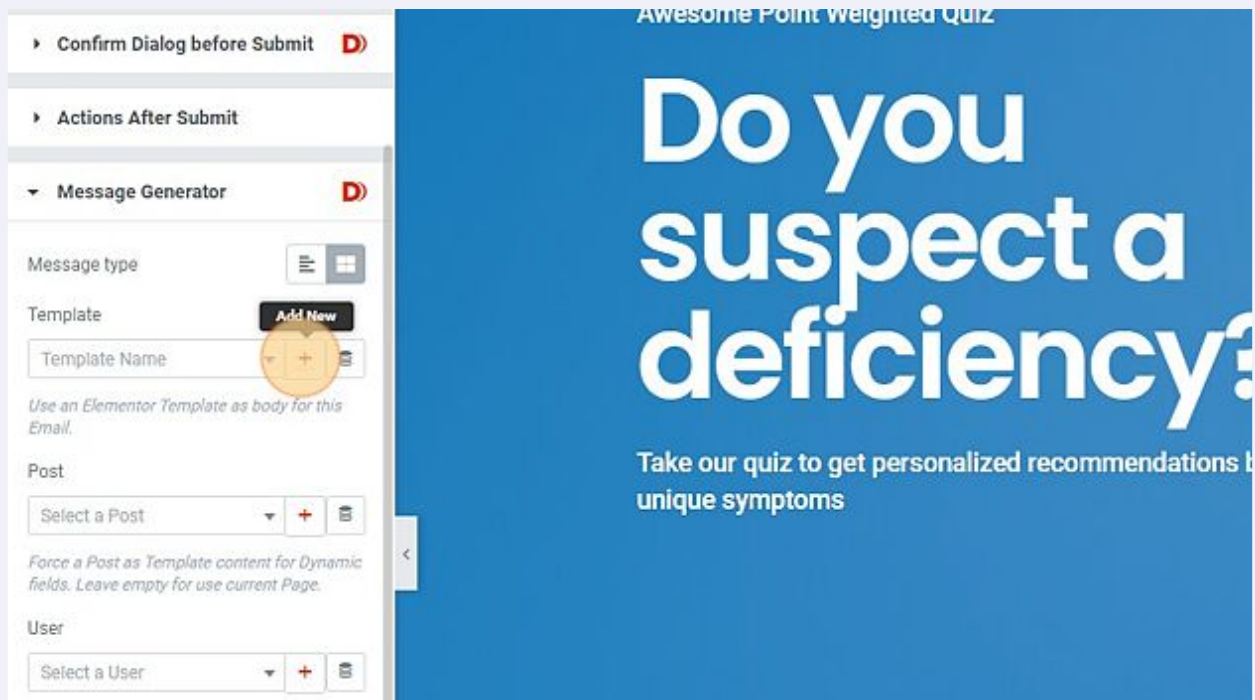 Confirm Dialog before Submit
Actions After Submit
Message Generator
Message type
Template
Add New
Template Name
Use an Elementor Template as body for this
Email.
Post
Select a Post
Force a Post as Template content for Dynamic
fields. Leave empty for use current Page.
User
Select a User
Awesome Point Weighted Quiz
Do you
suspect a
deficiency?
Take our quiz to get personalized recommendations
unique symptoms